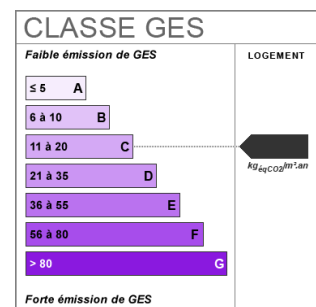 CLASSE GES
Faible émission de GES
LOGEMENT
≤ 5 A
6 à 10 B
11 à 20 C
kgéqCO2/m².an
21 à 35 D
36 à 55 E
56 à 80 F
> 80 G
Forte émission de GES